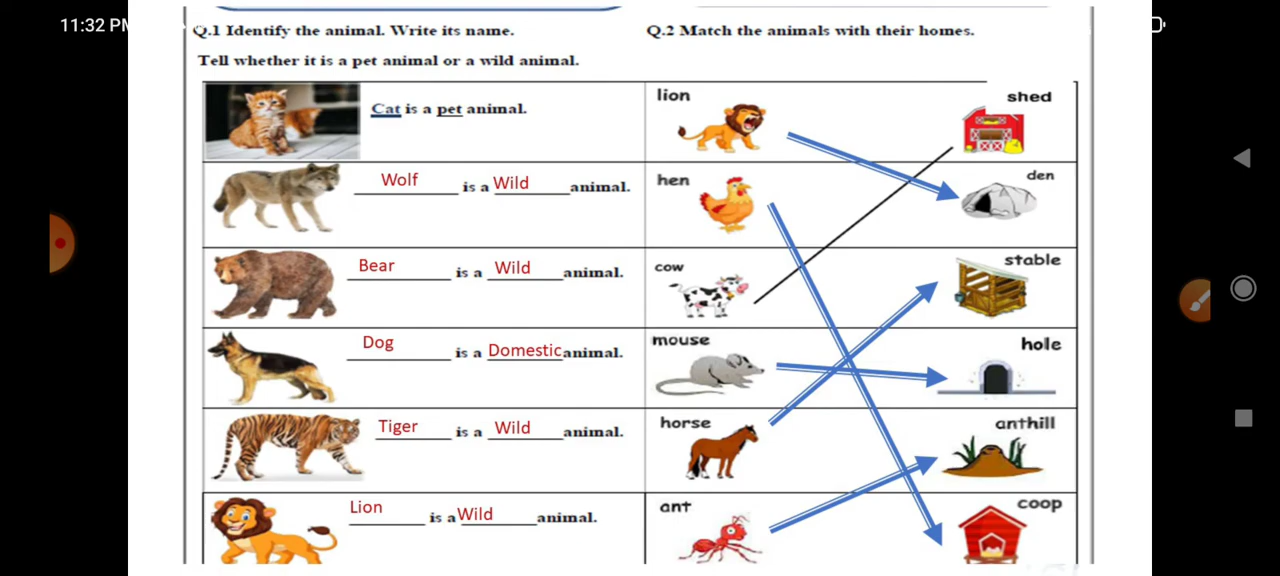 11:32 PM
Q.1 Identify the animal. Write its name.
Tell whether it is a pet animal or a wild animal.
Cat is a pet animal.
Wolf is a Wild animal.
Bear is a Wild animal.
Dog is a Domestic animal.
Tiger is a Wild animal.
Lion is a Wild animal.
Q.2 Match the animals with their homes.
lion shed
hen den
cow stable
mouse hole
horse anthill
ant coop